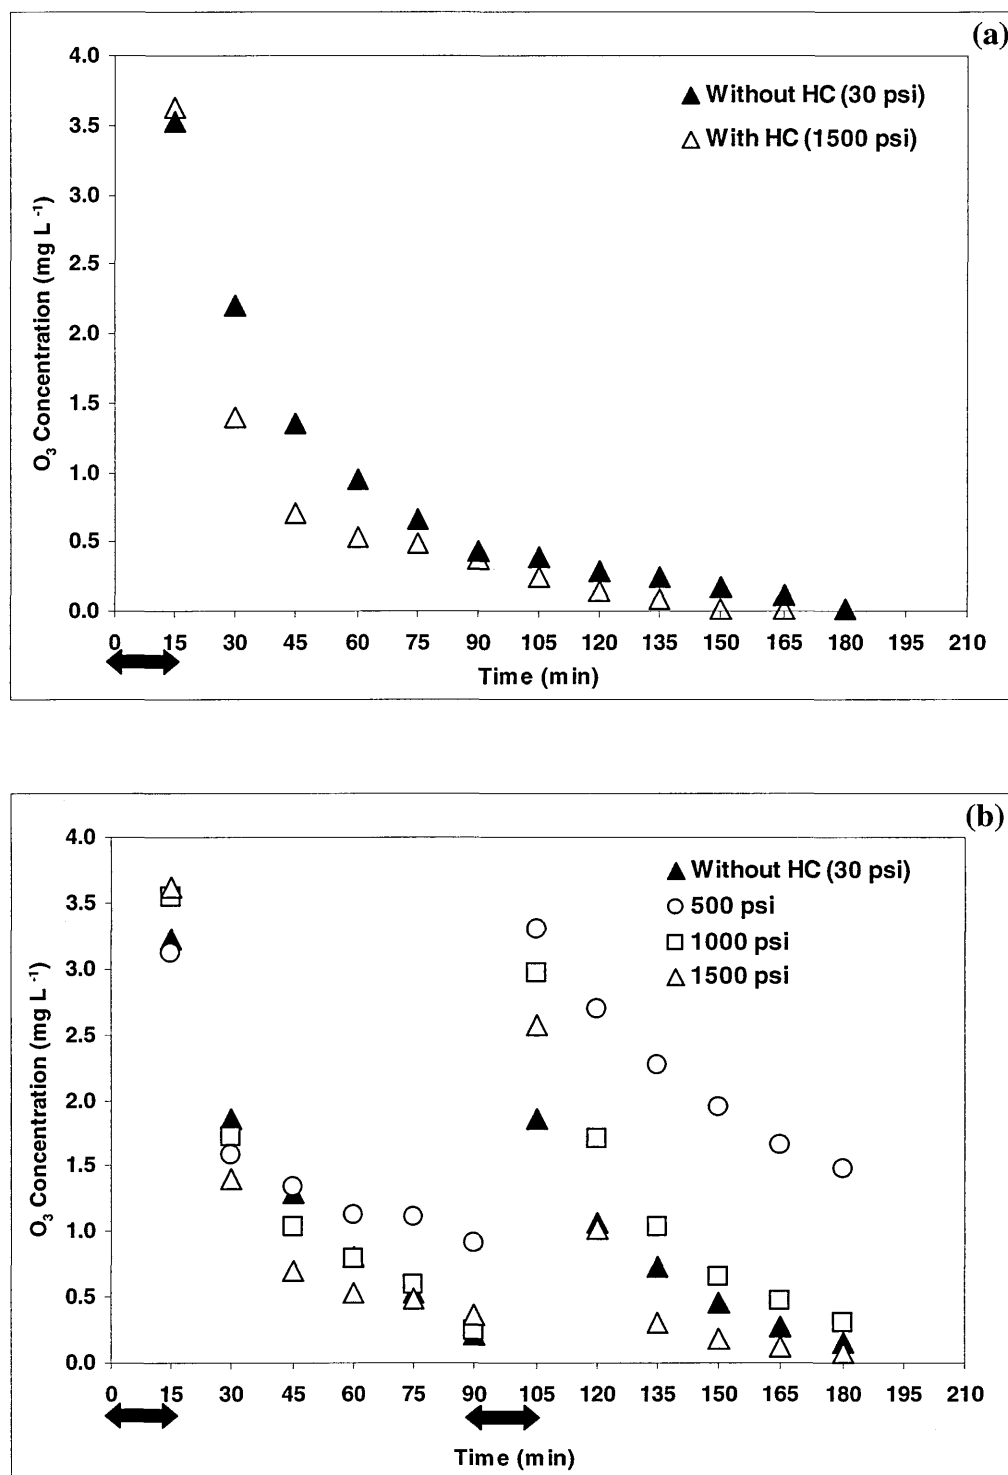 (a)
4.0
3.5
3.0
2.5
2.0
1.5
1.0
0.5
0.0
O₃ Concentration (mg L⁻¹)
Without HC (30 psi)
With HC (1500 psi)
0 15 30 45 60 75 90 105 120 135 150 165 180 195 210
Time (min)
(b)
4.0
3.5
3.0
2.5
2.0
1.5
1.0
0.5
0.0
O₃ Concentration (mg L⁻¹)
Without HC (30 psi)
500 psi
1000 psi
1500 psi
0 15 30 45 60 75 90 105 120 135 150 165 180 195 210
Time (min)